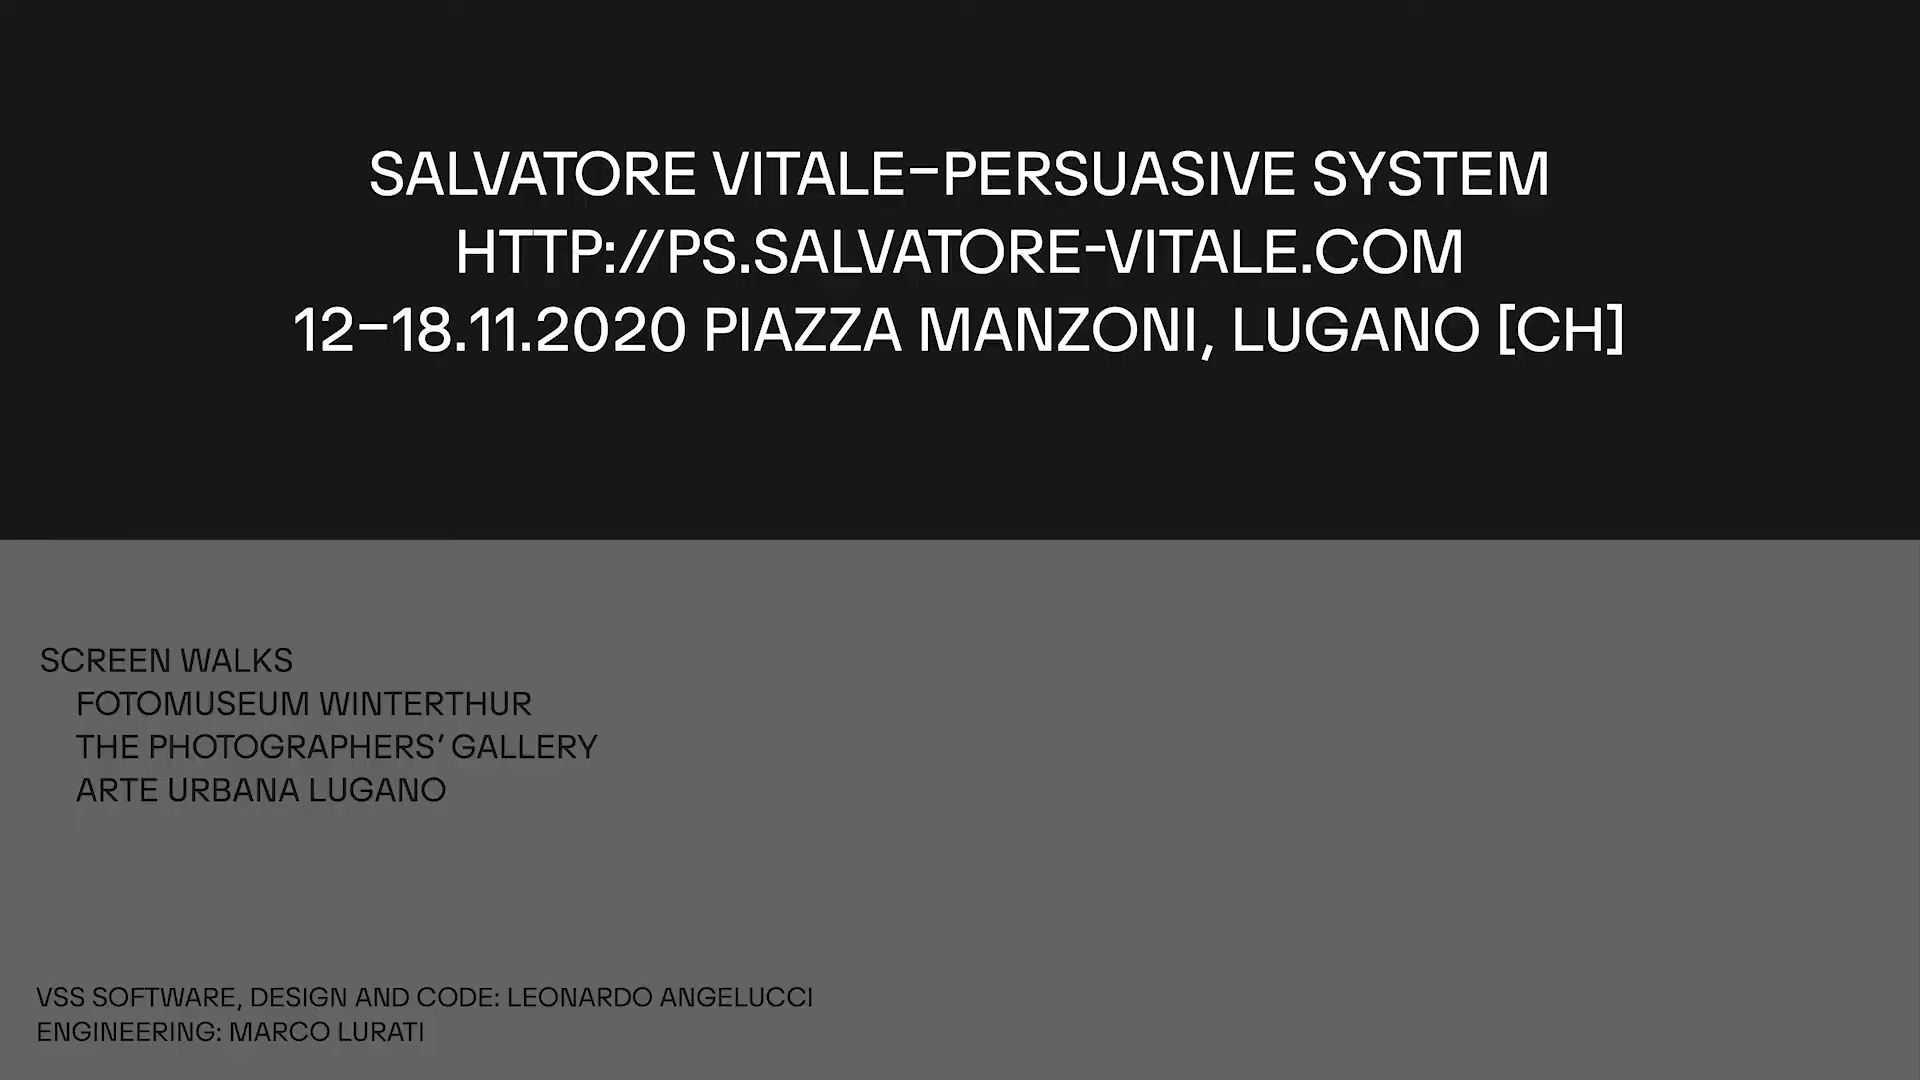 SALVATORE VITALE–PERSUASIVE SYSTEM
HTTP://PS.SALVATORE-VITALE.COM
12–18.11.2020 PIAZZA MANZONI, LUGANO [CH]
SCREEN WALKS
FOTOMUSEUM WINTERTHUR
THE PHOTOGRAPHERS’ GALLERY
ARTE URBANA LUGANO
VSS SOFTWARE, DESIGN AND CODE: LEONARDO ANGELUCCI
ENGINEERING: MARCO LURATI